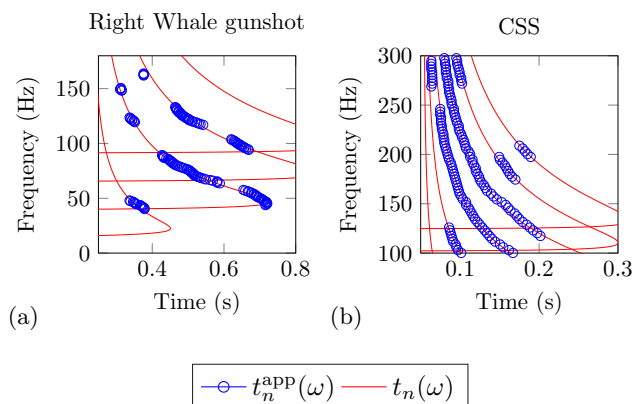 Right Whale gunshot
CSS
Frequency (Hz)
150
100
50
0
0.4 0.6 0.8
Time (s)
(a)
Frequency (Hz)
300
250
200
150
100
0.1 0.2 0.3
Time (s)
(b)
t_n^app(ω) t_n(ω)